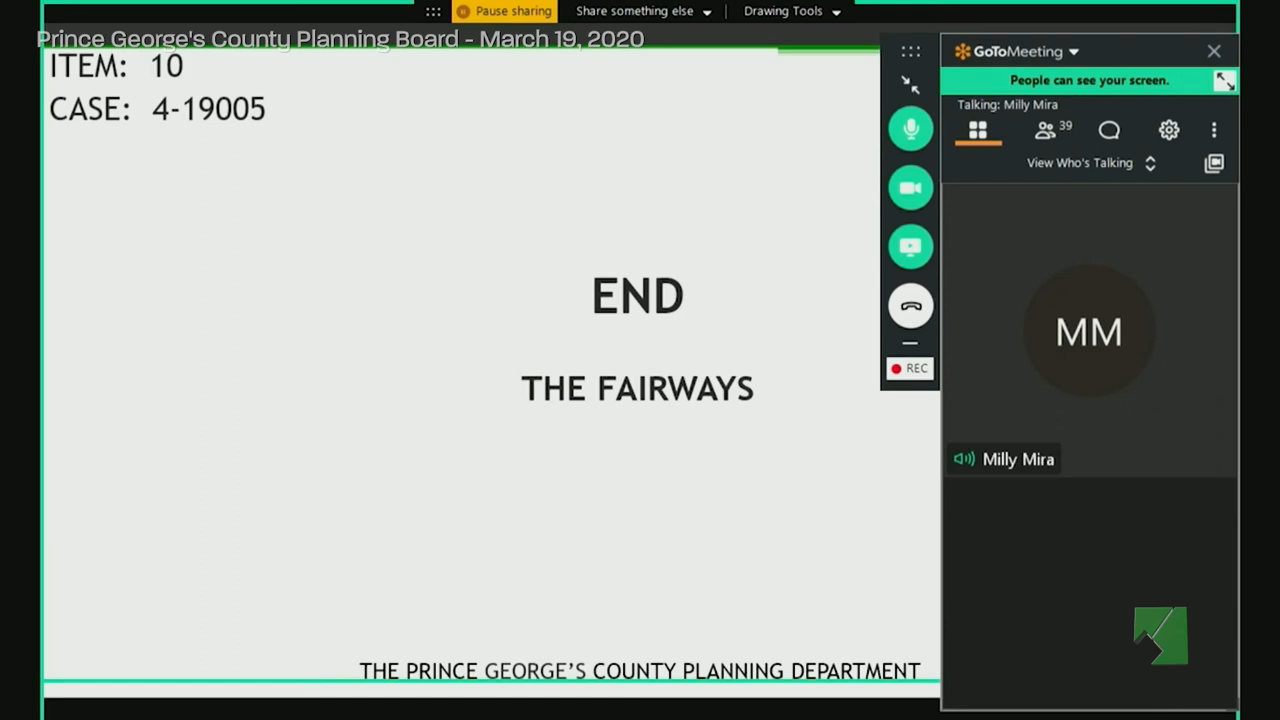 Pause sharing
Share something else
Drawing Tools
Prince George's County Planning Board - March 19, 2020
ITEM: 10
CASE: 4-19005
END
THE FAIRWAYS
THE PRINCE GEORGE'S COUNTY PLANNING DEPARTMENT
REC
GoToMeeting
People can see your screen.
Talking: Milly Mira
39
View Who's Talking
MM
Milly Mira